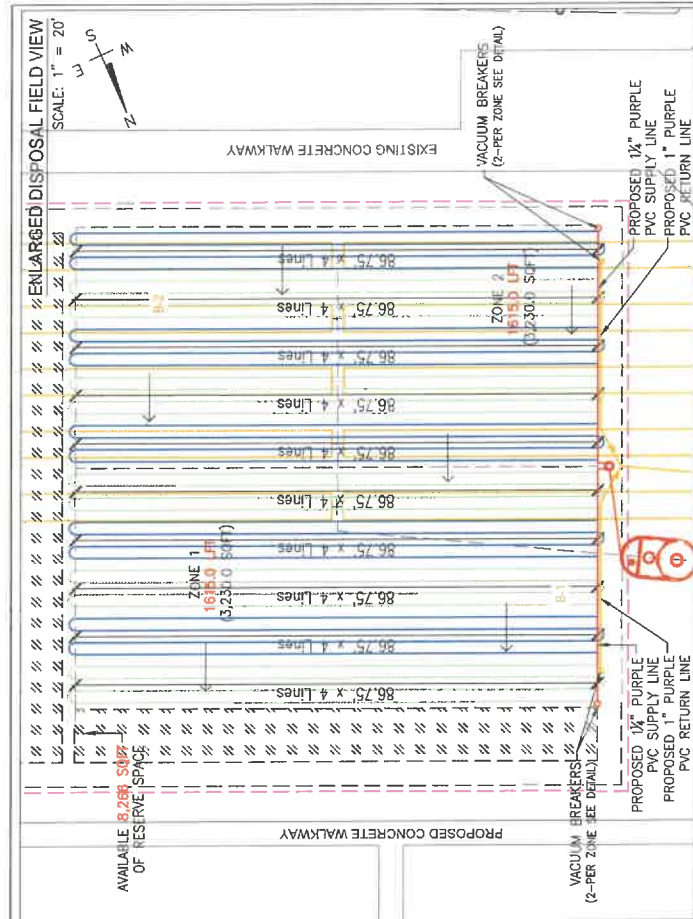 ENLARGED DISPOSAL FIELD VIEW
SCALE: 1" = 20'
S
E
W
N
EXISTING CONCRETE WALKWAY
VACUUM BREAKERS
(2-PER ZONE SEE DETAIL)
PROPOSED 1¼" PURPLE
PVC SUPPLY LINE
PROPOSED 1" PURPLE
PVC RETURN LINE
86.75' x 4 Lines
B-2
86.75' x 4 Lines
ZONE 2
1615.0 LFT
(3,230.0 SQFT)
86.75' x 4 Lines
86.75' x 4 Lines
86.75' x 4 Lines
86.75' x 4 Lines
86.75' x 4 Lines
ZONE 1
1615.0 LFT
(3,230.0 SQFT)
86.75' x 4 Lines
B-1
86.75' x 4 Lines
86.75' x 4 Lines
AVAILABLE 8,266 SQFT
OF RESERVE SPACE
VACUUM BREAKERS
(2-PER ZONE SEE DETAIL)
PROPOSED 1¼" PURPLE
PVC SUPPLY LINE
PROPOSED 1" PURPLE
PVC RETURN LINE
PROPOSED CONCRETE WALKWAY